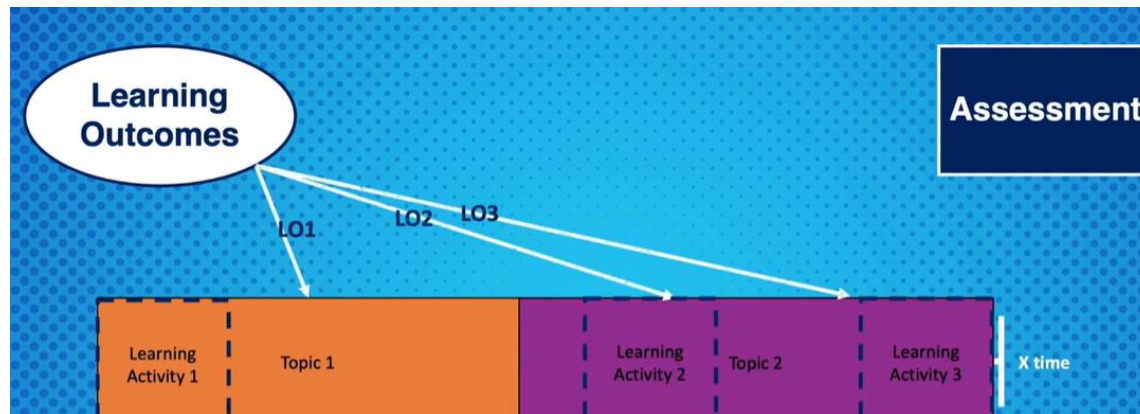 Learning
Outcomes
Assessment
LO1
LO2
LO3
Learning
Activity 1
Topic 1
Learning
Activity 2
Topic 2
Learning
Activity 3
X time